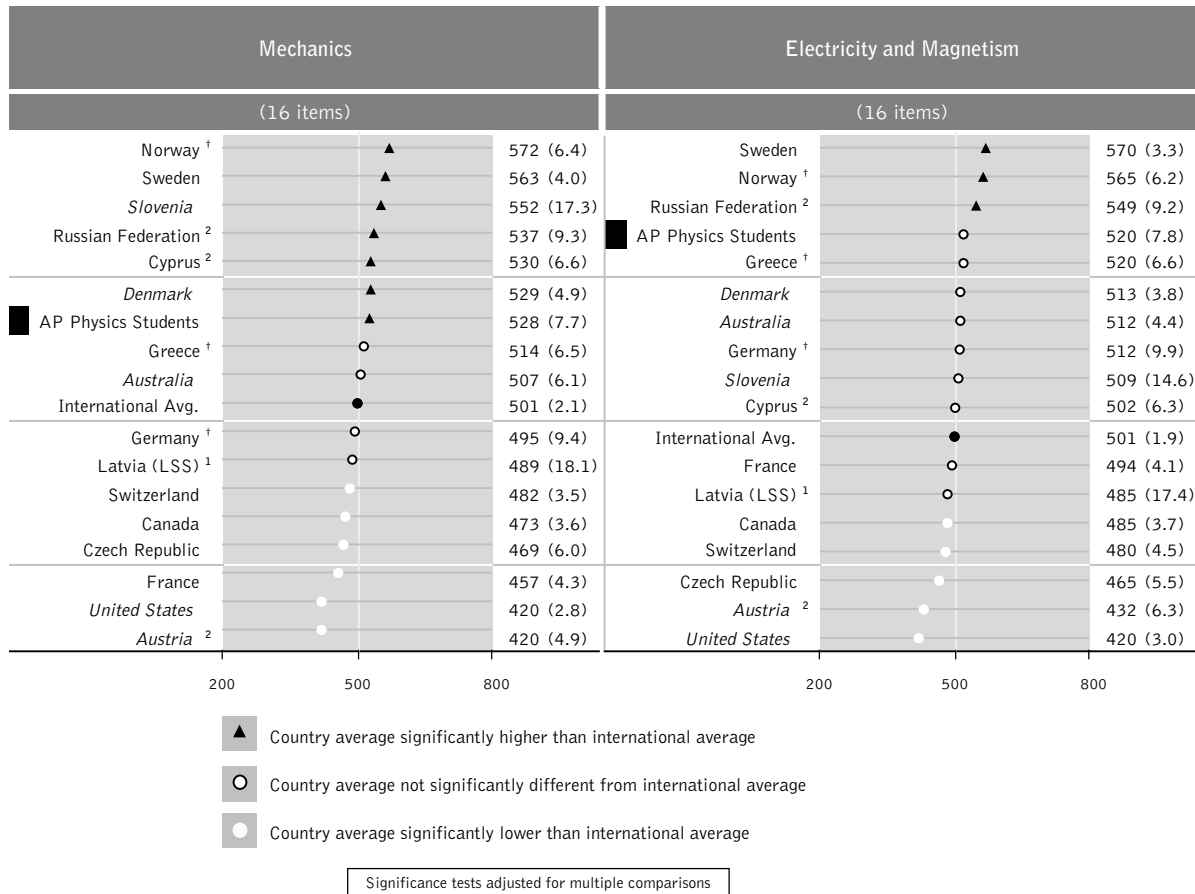 Mechanics
(16 items)
Norway † 572 (6.4)
Sweden 563 (4.0)
Slovenia 552 (17.3)
Russian Federation ² 537 (9.3)
Cyprus ² 530 (6.6)
Denmark 529 (4.9)
AP Physics Students 528 (7.7)
Greece † 514 (6.5)
Australia 507 (6.1)
International Avg. 501 (2.1)
Germany † 495 (9.4)
Latvia (LSS) ¹ 489 (18.1)
Switzerland 482 (3.5)
Canada 473 (3.6)
Czech Republic 469 (6.0)
France 457 (4.3)
United States 420 (2.8)
Austria ² 420 (4.9)
200 500 800
Electricity and Magnetism
(16 items)
Sweden 570 (3.3)
Norway † 565 (6.2)
Russian Federation ² 549 (9.2)
AP Physics Students 520 (7.8)
Greece † 520 (6.6)
Denmark 513 (3.8)
Australia 512 (4.4)
Germany † 512 (9.9)
Slovenia 509 (14.6)
Cyprus ² 502 (6.3)
International Avg. 501 (1.9)
France 494 (4.1)
Latvia (LSS) ¹ 485 (17.4)
Canada 485 (3.7)
Switzerland 480 (4.5)
Czech Republic 465 (5.5)
Austria ² 432 (6.3)
United States 420 (3.0)
200 500 800
Country average significantly higher than international average
Country average not significantly different from international average
Country average significantly lower than international average
Significance tests adjusted for multiple comparisons